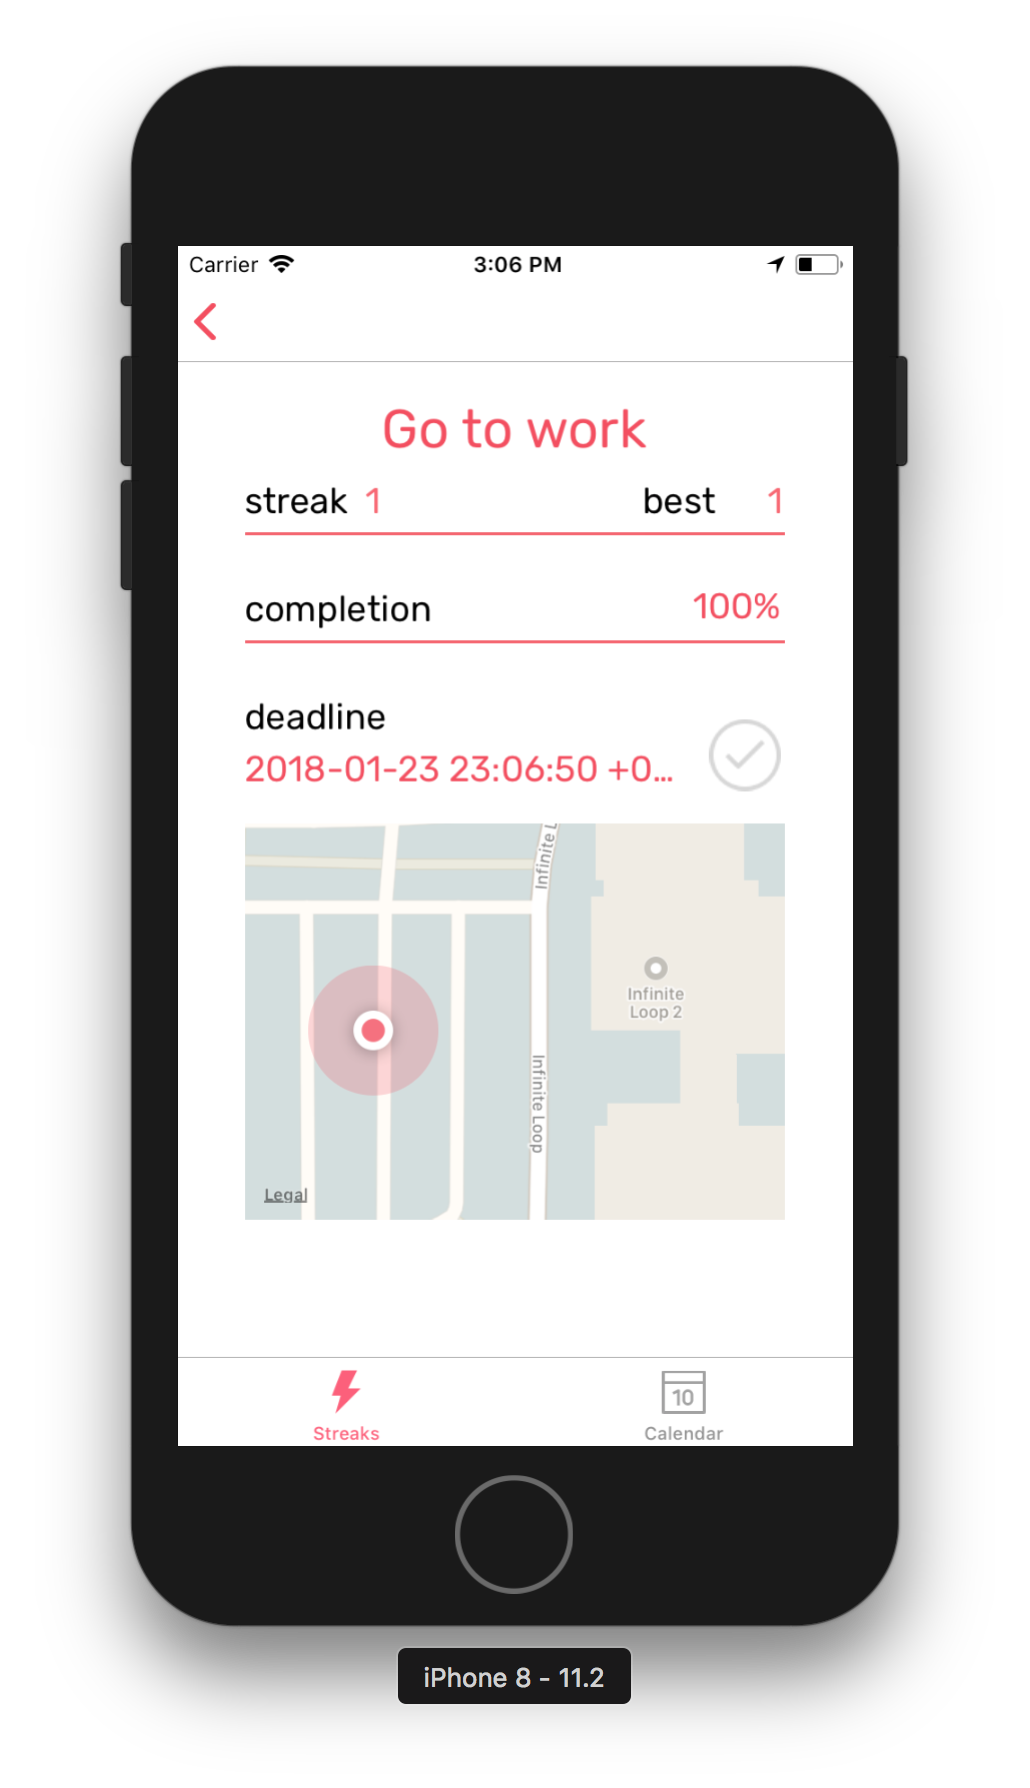 Carrier 3:06 PM
Go to work
streak 1 best 1
completion 100%
deadline
2018-01-23 23:06:50 +0...
Infinite L
Infinite
Loop 2
Infinite Loop
Legal
10
Streaks Calendar
iPhone 8 - 11.2